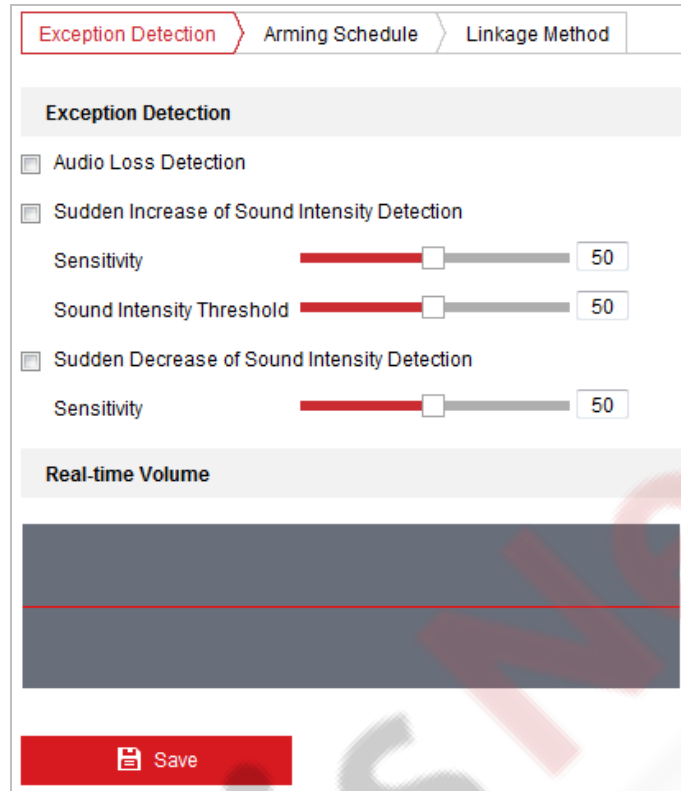 Exception Detection Arming Schedule Linkage Method
Exception Detection
Audio Loss Detection
Sudden Increase of Sound Intensity Detection
Sensitivity 50
Sound Intensity Threshold 50
Sudden Decrease of Sound Intensity Detection
Sensitivity 50
Real-time Volume
Save